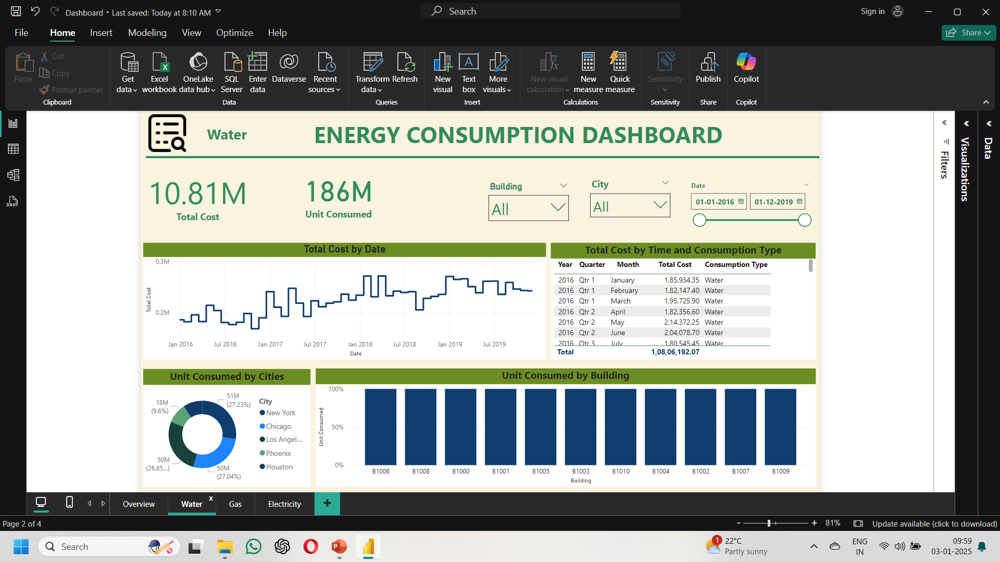 Dashboard • Last saved: Today at 8:10 AM
Search
Sign in
File Home Insert Modeling View Optimize Help
Share
Paste
Cut
Copy
Format painter
Clipboard
Get data
Excel workbook
OneLake data hub
SQL Server
Enter data
Dataverse
Recent sources
Data
Transform data
Refresh
Queries
New visual
Text box
More visuals
Insert
New visual calculation
New measure
Quick measure
Calculations
Sensitivity
Sensitivity
Publish
Share
Copilot
Copilot
DAX
Water
ENERGY CONSUMPTION DASHBOARD
10.81M
Total Cost
186M
Unit Consumed
Building
All
City
All
Date
01-01-2016
01-12-2019
Filters
Visualizations
Data
Total Cost by Date
Total Cost
0.3M
0.2M
Jan 2016 Jul 2016 Jan 2017 Jul 2017 Jan 2018 Jul 2018 Jan 2019 Jul 2019
Date
Total Cost by Time and Consumption Type
Year Quarter Month Total Cost Consumption Type
2016 Qtr 1 January 1,85,934.35 Water
2016 Qtr 1 February 1,82,147.40 Water
2016 Qtr 1 March 1,95,725.90 Water
2016 Qtr 2 April 1,82,356.60 Water
2016 Qtr 2 May 2,14,372.25 Water
2016 Qtr 2 June 2,04,078.70 Water
2016 Qtr 3 July 1,80,545.45 Water
Total 1,08,06,192.07
Unit Consumed by Cities
51M
(27.23%)
18M
(9.6%)
50M
(26.85...)
50M
(27.04%)
City
New York
Chicago
Los Angel...
Phoenix
Houston
Unit Consumed by Building
Unit Consumed
100%
50%
0%
B1006 B1008 B1000 B1001 B1005 B1003 B1010 B1004 B1002 B1007 B1009
Building
Overview Water x Gas Electricity +
Page 2 of 4
- + 81%
Update available (click to download)
Search
1
22°C
Partly sunny
ENG
IN
09:59
03-01-2025